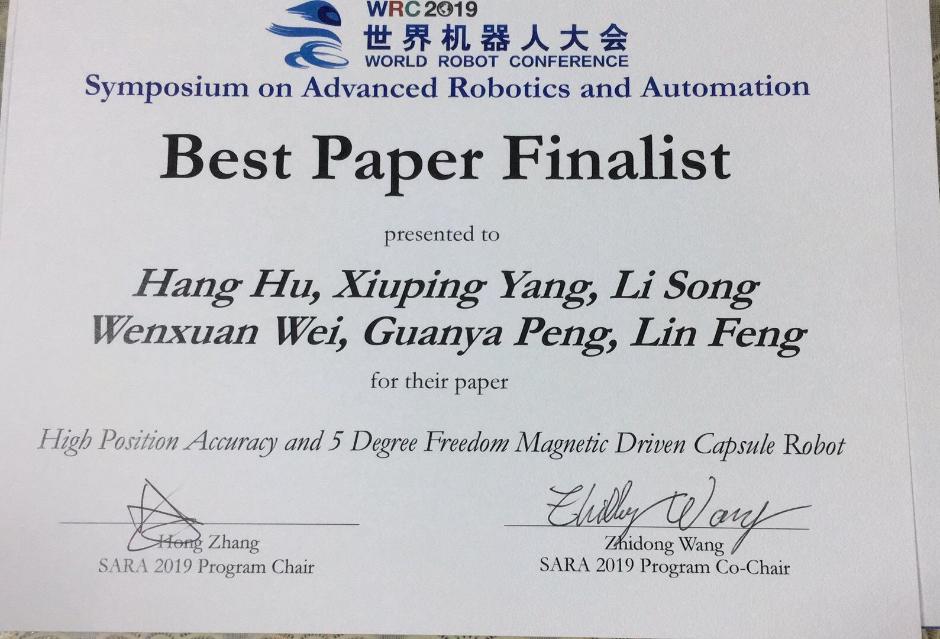 WRC2019
世界机器人大会
WORLD ROBOT CONFERENCE
Symposium on Advanced Robotics and Automation
Best Paper Finalist
presented to
Hang Hu, Xiuping Yang, Li Song
Wenxuan Wei, Guanya Peng, Lin Feng
for their paper
High Position Accuracy and 5 Degree Freedom Magnetic Driven Capsule Robot
Zhidong Wang
Hong Zhang
SARA 2019 Program Chair
Zhidong Wang
SARA 2019 Program Co-Chair